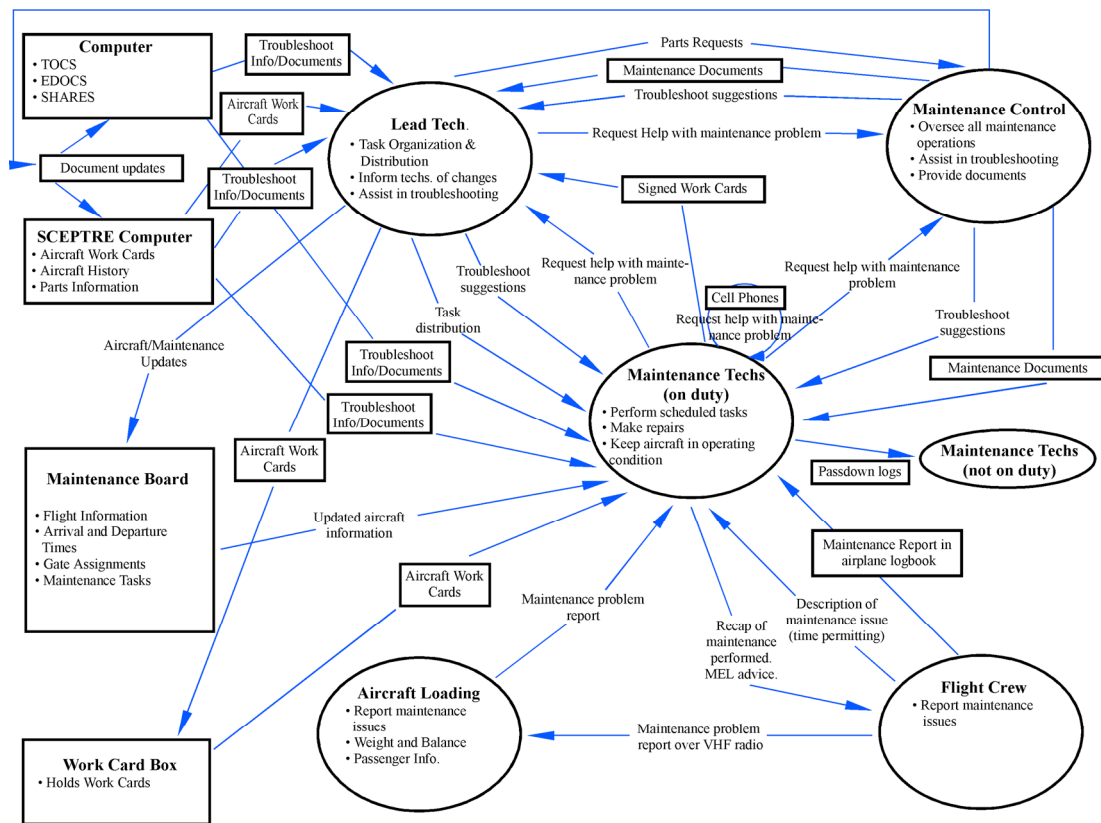 Computer
• TOCS
• EDOCS
• SHARES
Troubleshoot
Info/Documents
Aircraft Work
Cards
Document updates
Troubleshoot
Info/Documents
SCEPTRE Computer
• Aircraft Work Cards
• Aircraft History
• Parts Information
Lead Tech.
• Task Organization &
Distribution
• Inform techs. of changes
• Assist in troubleshooting
Parts Requests
Maintenance Documents
Troubleshoot suggestions
Request Help with maintenance problem
Signed Work Cards
Maintenance Control
• Oversee all maintenance
operations
• Assist in troubleshooting
• Provide documents
Troubleshoot
suggestions
Request help with mainte-
nance problem
Cell Phones
Request help with mainte-
nance problem
Request help with maintenance
problem
Troubleshoot
suggestions
Maintenance Documents
Task
distribution
Aircraft/Maintenance
Updates
Troubleshoot
Info/Documents
Troubleshoot
Info/Documents
Maintenance Techs
(on duty)
• Perform scheduled tasks
• Make repairs
• Keep aircraft in operating
condition
Maintenance Techs
(not on duty)
Passdown logs
Aircraft Work
Cards
Maintenance Board
• Flight Information
• Arrival and Departure
Times
• Gate Assignments
• Maintenance Tasks
Updated aircraft
information
Aircraft Work
Cards
Maintenance problem
report
Maintenance Report in
airplane logbook
Description of
maintenance issue
(time permitting)
Recap of
maintenance
performed.
MEL advice.
Aircraft Loading
• Report maintenance
issues
• Weight and Balance
• Passenger Info.
Maintenance problem
report over VHF radio
Flight Crew
• Report maintenance
issues
Work Card Box
• Holds Work Cards